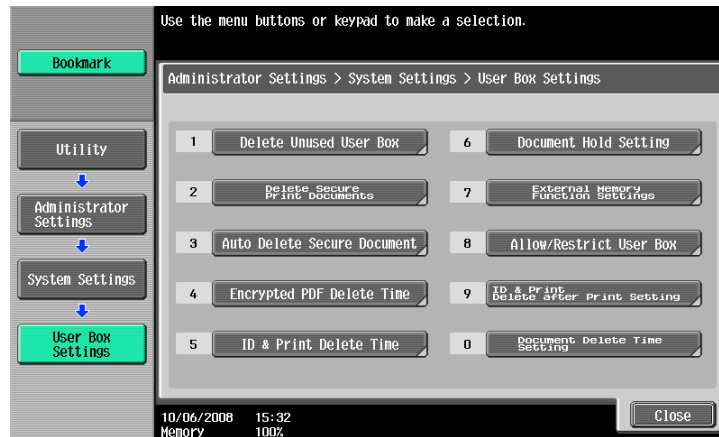 Use the menu buttons or keypad to make a selection.
Bookmark
Administrator Settings > System Settings > User Box Settings
Utility
Administrator
Settings
System Settings
User Box
Settings
1 Delete Unused User Box
2 Delete Secure
Print Documents
3 Auto Delete Secure Document
4 Encrypted PDF Delete Time
5 ID & Print Delete Time
6 Document Hold Setting
7 External Memory
Function Settings
8 Allow/Restrict User Box
9 ID & Print
Delete after Print Setting
0 Document Delete Time
Setting
10/06/2008 15:32
Memory 100%
Close